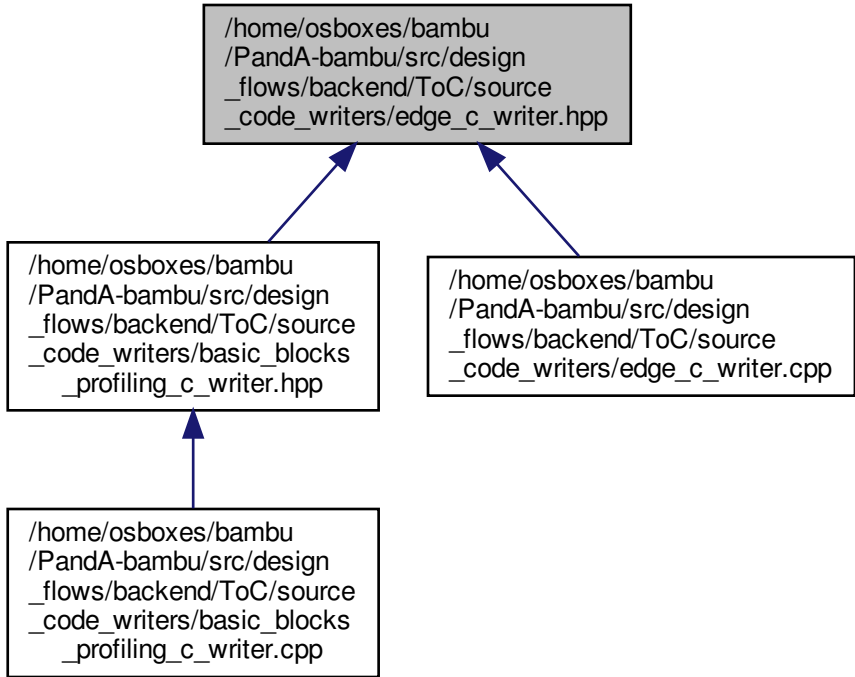 /home/osboxes/bambu
/PandA-bambu/src/design
_flows/backend/ToC/source
_code_writers/edge_c_writer.hpp
/home/osboxes/bambu
/PandA-bambu/src/design
_flows/backend/ToC/source
_code_writers/basic_blocks
_profiling_c_writer.hpp
/home/osboxes/bambu
/PandA-bambu/src/design
_flows/backend/ToC/source
_code_writers/edge_c_writer.cpp
/home/osboxes/bambu
/PandA-bambu/src/design
_flows/backend/ToC/source
_code_writers/basic_blocks
_profiling_c_writer.cpp